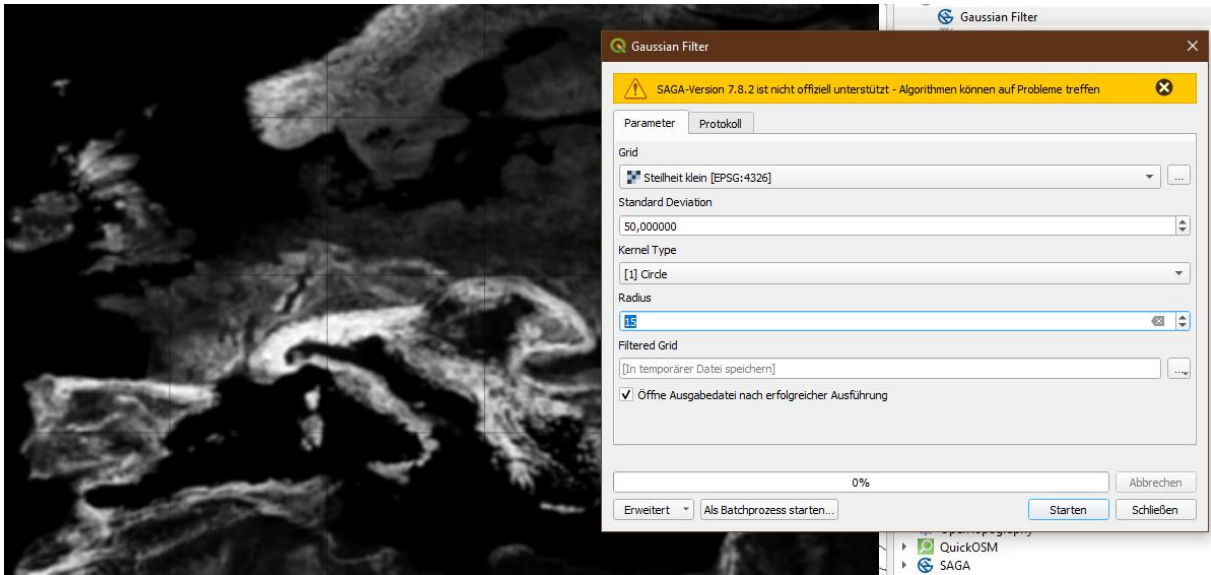 Gaussian Filter
Gaussian Filter
SAGA-Version 7.8.2 ist nicht offiziell unterstützt - Algorithmen können auf Probleme treffen
Parameter
Protokoll
Grid
Steilheit klein [EPSG:4326]
...
Standard Deviation
50,000000
Kernel Type
[1] Circle
Radius
15
Filtered Grid
[In temporärer Datei speichern]
...
Öffne Ausgabedatei nach erfolgreicher Ausführung
0%
Abbrechen
Erweitert
Als Batchprozess starten...
Starten
Schließen
QuickOSM
SAGA